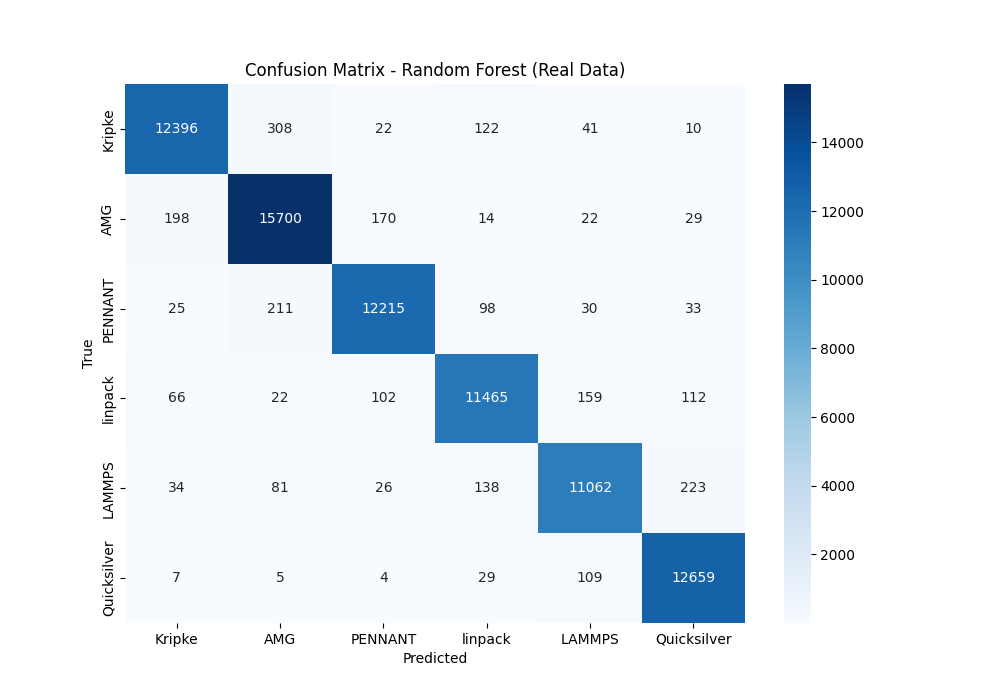 Confusion Matrix - Random Forest (Real Data)
True
Kripke 12396 308 22 122 41 10
AMG 198 15700 170 14 22 29
PENNANT 25 211 12215 98 30 33
linpack 66 22 102 11465 159 112
LAMMPS 34 81 26 138 11062 223
Quicksilver 7 5 4 29 109 12659
Kripke AMG PENNANT linpack LAMMPS Quicksilver
Predicted
14000
12000
10000
8000
6000
4000
2000